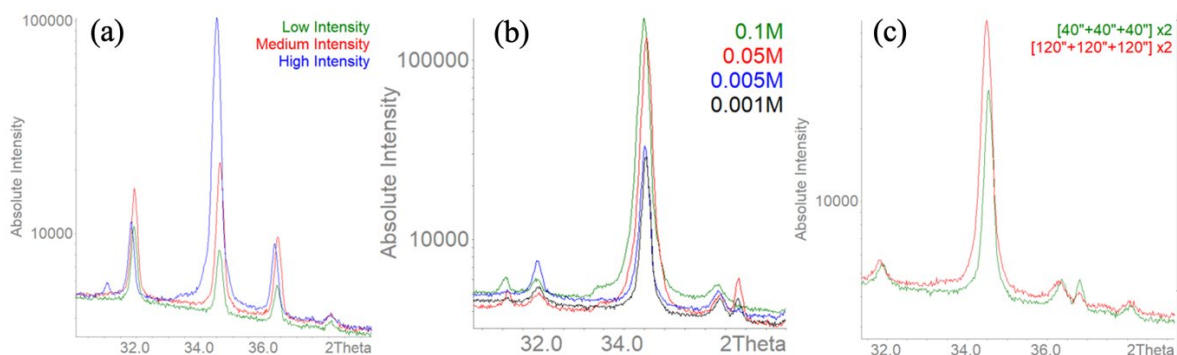 (a)
Low Intensity
Medium Intensity
High Intensity
100000
10000
Absolute Intensity
32.0 34.0 36.0 2Theta
(b)
0.1M
0.05M
0.005M
0.001M
100000
10000
Absolute Intensity
32.0 34.0 2Theta
(c)
[40"+40"+40"] x2
[120"+120"+120"] x2
10000
Absolute Intensity
32.0 34.0 36.0 2Theta